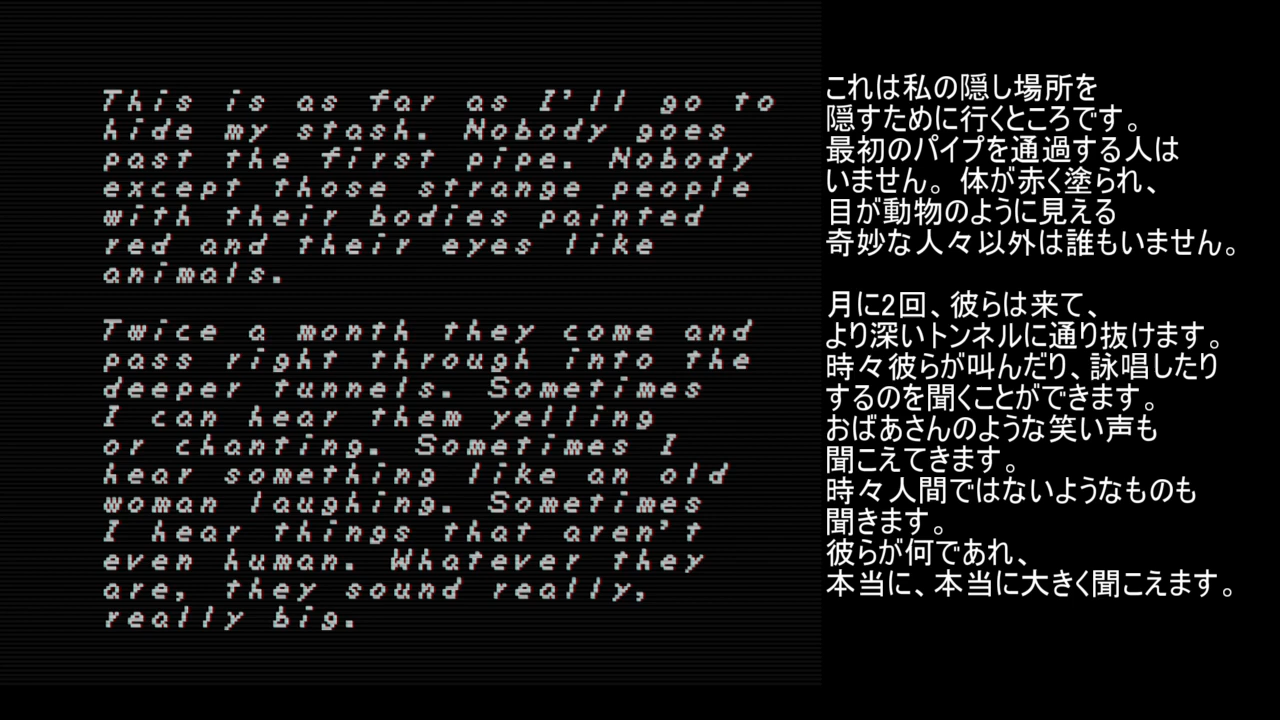 This is as far as I'll go to
hide my stash. Nobody goes
past the first pipe. Nobody
except those strange people
with their bodies painted
red and their eyes like
animals.
Twice a month they come and
pass right through into the
deeper tunnels. Sometimes
I can hear them yelling
or chanting. Sometimes I
hear something like an old
woman laughing. Sometimes
I hear things that aren't
even human. Whatever they
are, they sound really,
really big.
これは私の隠し場所を
隠すために行くところです。
最初のパイプを通過する人は
いません。体が赤く塗られ、
目が動物のように見える
奇妙な人々以外は誰もいません。
月に2回、彼らは来て、
より深いトンネルに通り抜けます。
時々彼らが叫んだり、詠唱したり
するのを聞くことができます。
おばあさんのような笑い声も
聞こえてきます。
時々人間ではないようなものも
聞きます。
彼らが何であれ、
本当に、本当に大きく聞こえます。